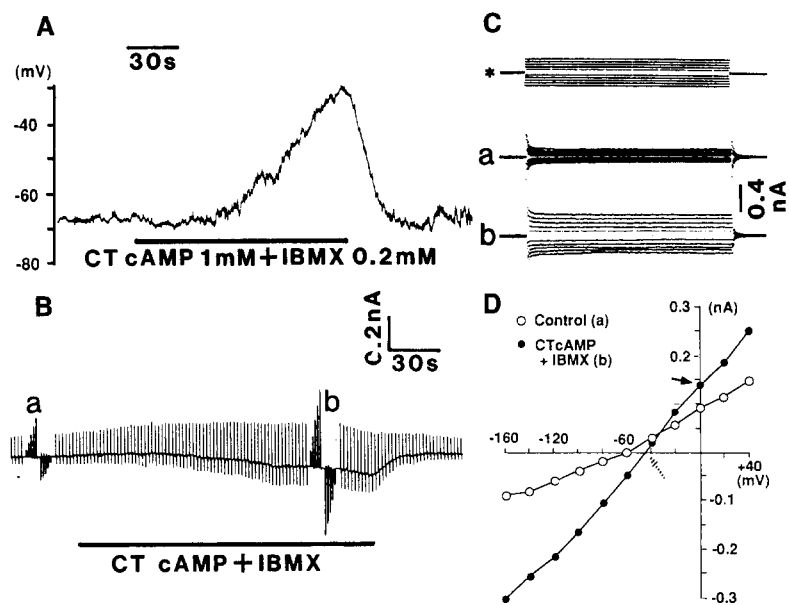 A
30s
(mV)
-40
-60
-80
CT cAMP 1mM+IBMX 0.2mM
B
C.2nA
30s
a
b
CT cAMP+IBMX
C
*
a
b
0.4
nA
D
Control (a)
CTcAMP
+ IBMX (b)
0.3
(nA)
0.2
-160
-120
-80
-60
+40
(mV)
-0.1
-0.2
-0.3